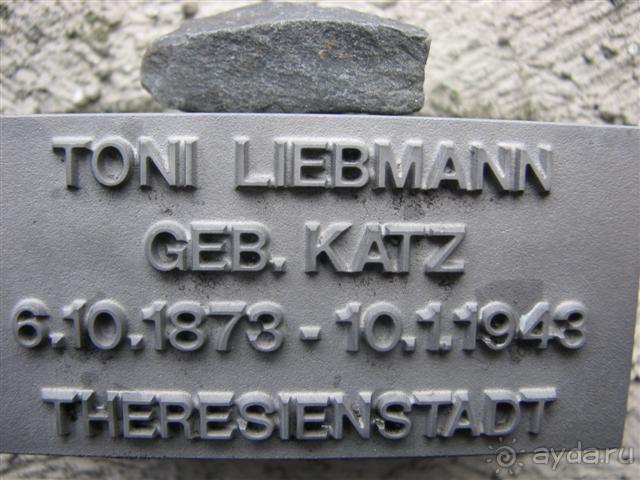 TONI LIEBMANN
GEB. KATZ
6.10.1873 - 10.1.1943
THERESIENSTADT
ayda.ru